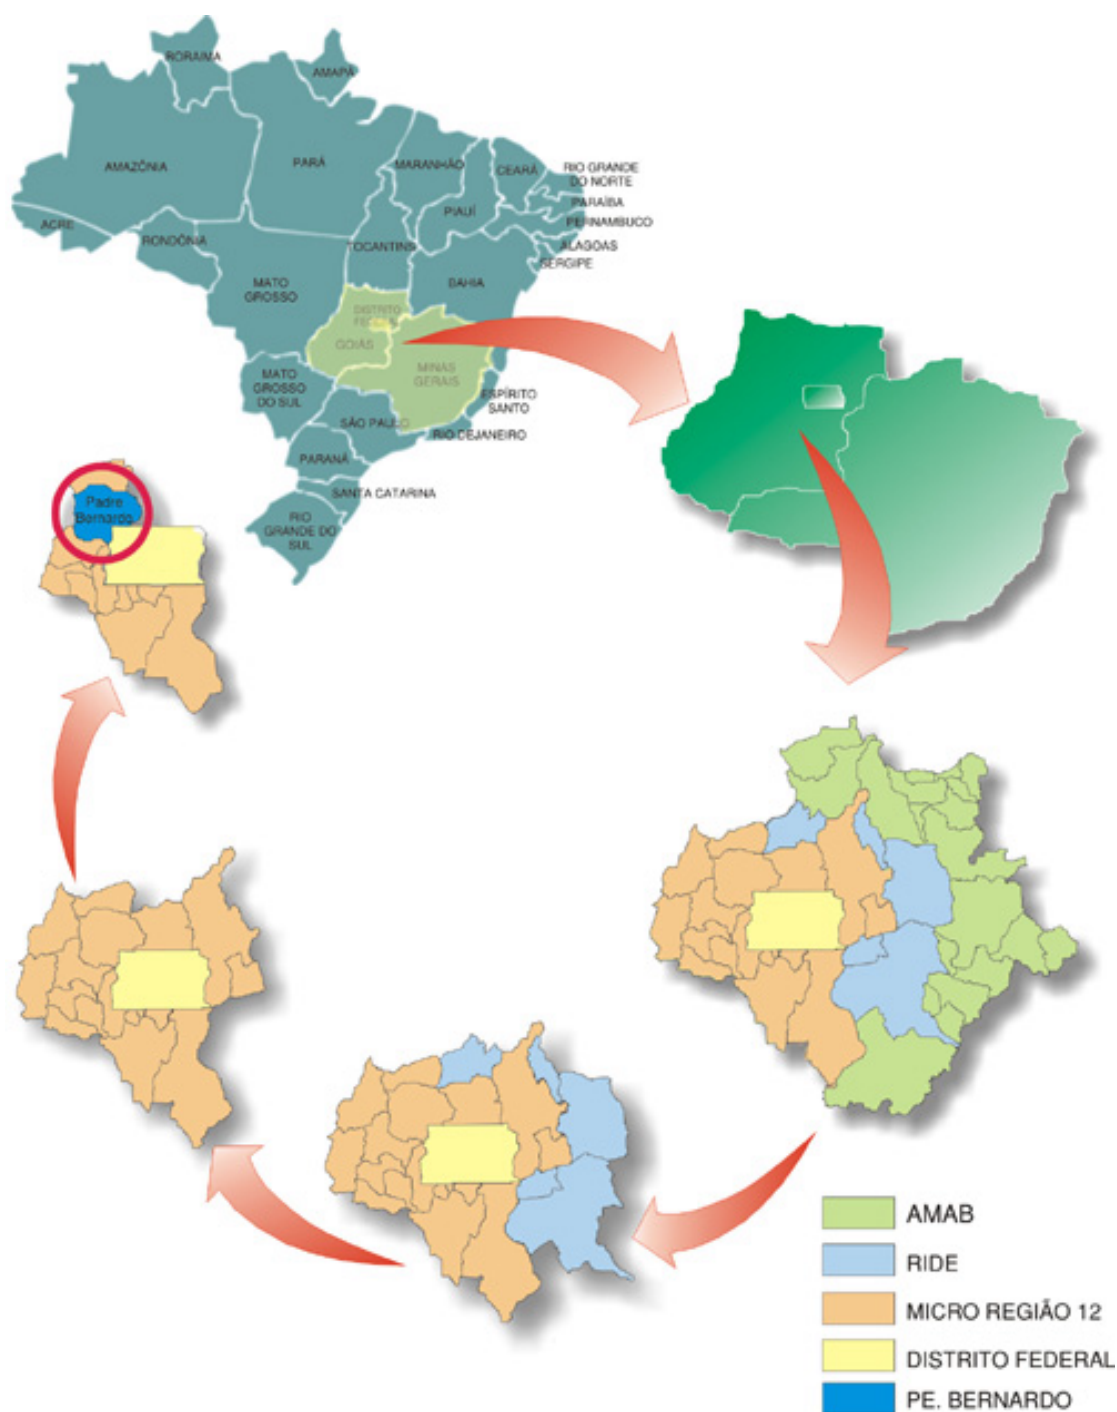 RORAIMA
AMAPÁ
AMAZÔNIA
PARÁ
MARANHÃO
CEARÁ
RIO GRANDE
DO NORTE
PARAÍBA
PIAUÍ
PERNAMBUCO
ACRE
RONDÔNIA
TOCANTINS
ALAGOAS
SERGIPE
MATO
GROSSO
BAHIA
DISTRITO
FEDERAL
GOIÁS
MINAS
GERAIS
MATO
GROSSO
DO SUL
ESPÍRITO
SANTO
SÃO PAULO
RIO DEJANEIRO
PARANÁ
SANTA CATARINA
RIO
GRANDE DO
SUL
Padre
Bernardo
AMAB
RIDE
MICRO REGIÃO 12
DISTRITO FEDERAL
PE. BERNARDO